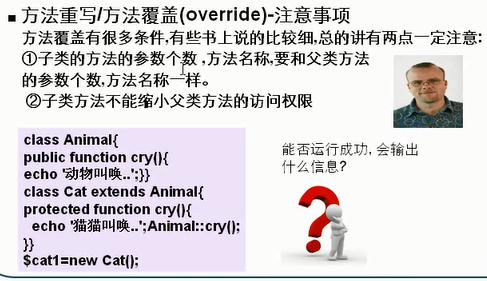 方法重写/方法覆盖(override)-注意事项
方法覆盖有很多条件,有些书上说的比较细,总的讲有两点一定注意:
①子类的方法的参数个数 ,方法名称,要和父类方法
的参数个数,方法名称一样。
②子类方法不能缩小父类方法的访问权限
class Animal{
public function cry(){
echo '动物叫唤..';}}
class Cat extends Animal{
protected function cry(){
echo '猫猫叫唤..';Animal::cry();
}}
$cat1=new Cat();
能否运行成功, 会输出
什么信息?